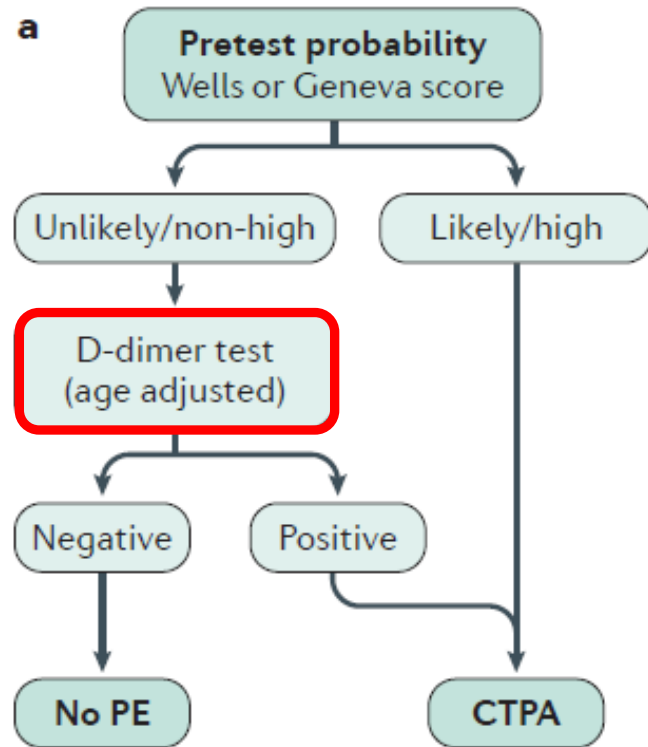 a
Pretest probability
Wells or Geneva score
Unlikely/non-high
Likely/high
D-dimer test
(age adjusted)
Negative
Positive
No PE
CTPA